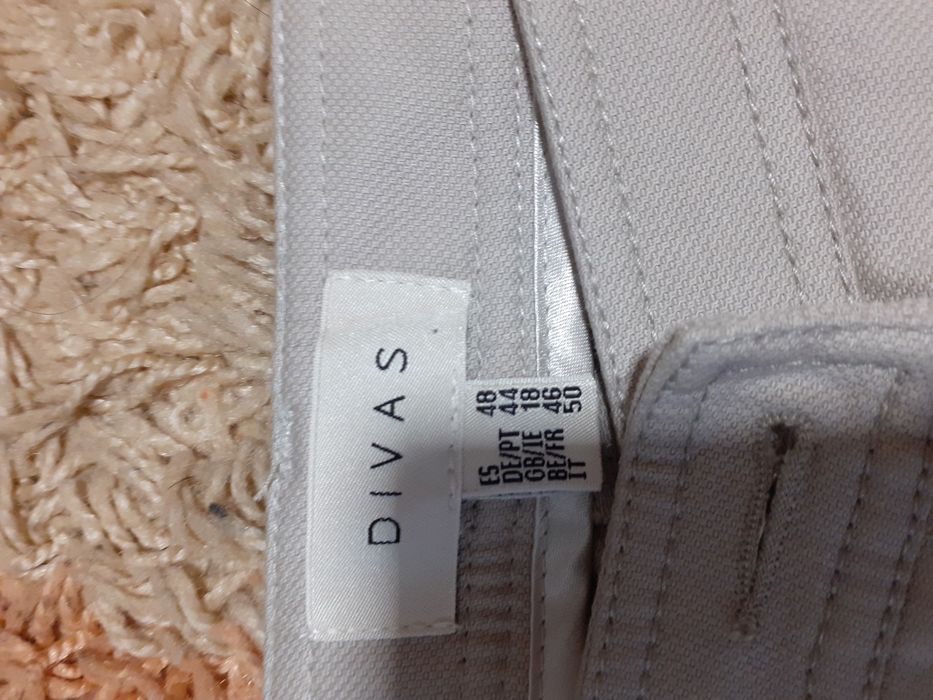 DIVAS
ES 48
DE/PT 44
GB/IE 18
BE/FR 46
IT 50